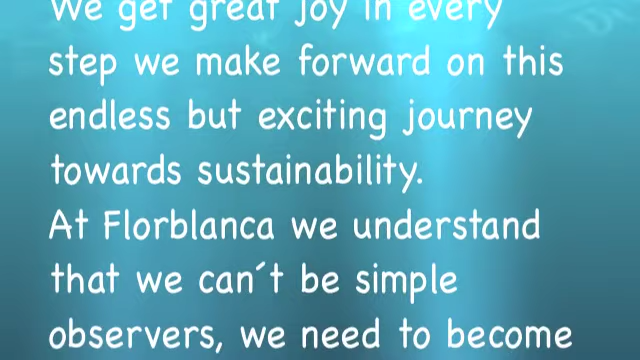 We get great joy in every
step we make forward on this
endless but exciting journey
towards sustainability.
At Florblanca we understand
that we can´t be simple
observers, we need to become